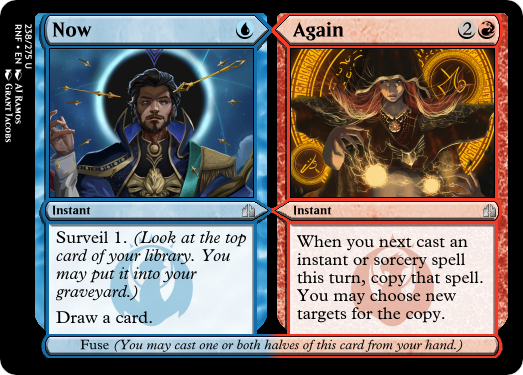 Now
Surveil 1. (Look at the top
card of your library. You
may put it into your
graveyard.)
Draw a card.
Instant
Again
2
Instant
When you next cast an
instant or sorcery spell
this turn, copy that spell.
You may choose new
targets for the copy.
Fuse (You may cast one or both halves of this card from your hand.)
238/275 U
RNF • EN Al Ramos
Grant Jacobs